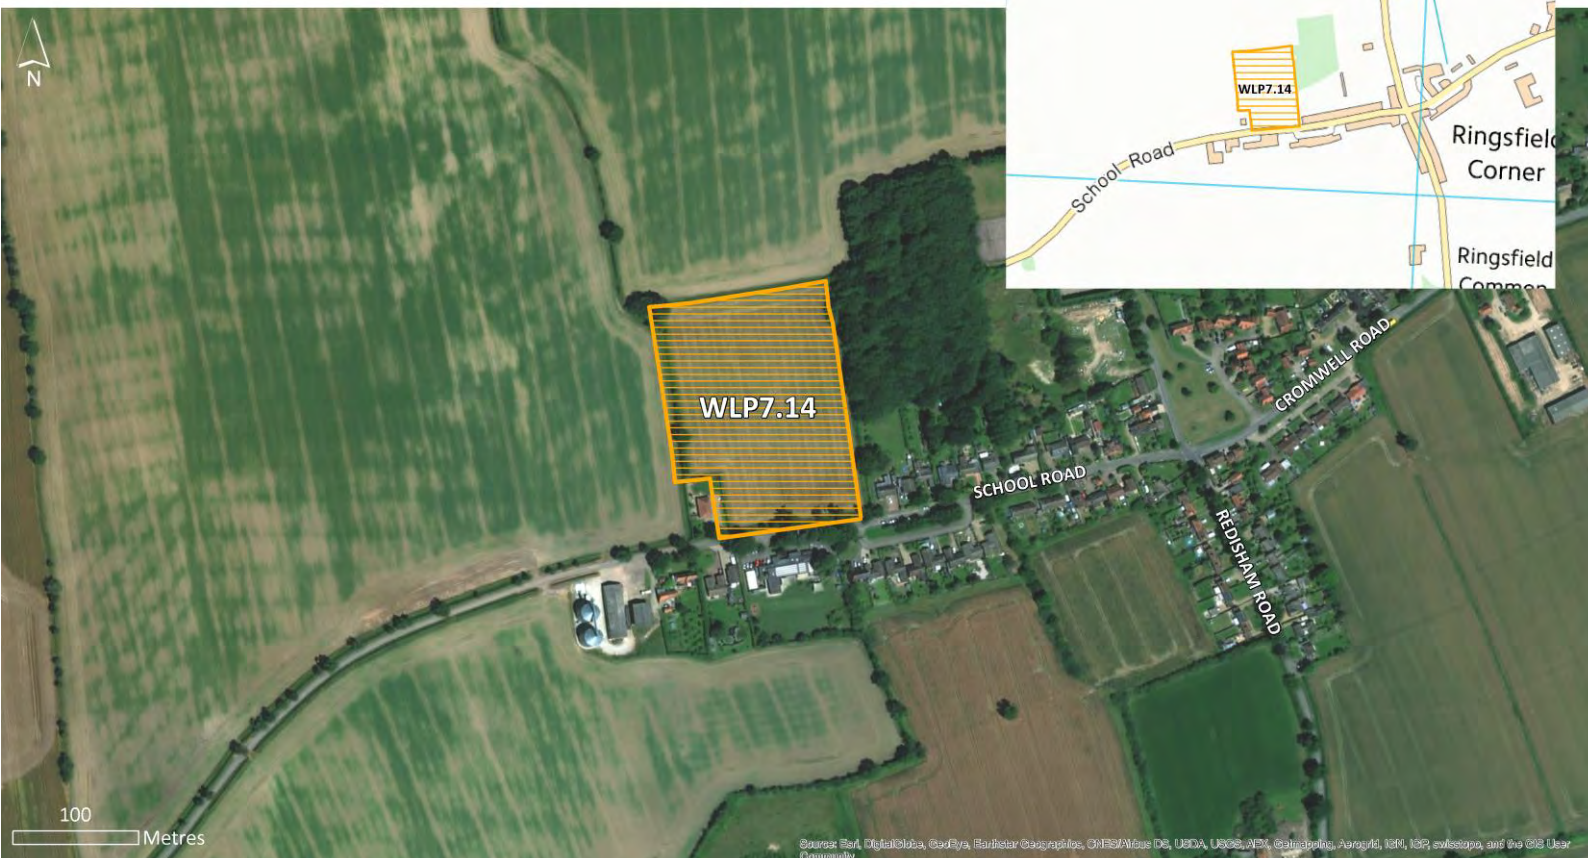 N
WLP7.14
School Road
Ringsfield
Corner
Ringsfield
Common
WLP7.14
CROMWELL ROAD
SCHOOL ROAD
REDISHAM ROAD
100
Metres
Source: Esri, DigitalGlobe, GeoEye, Earthstar Geographics, CNES/Airbus DS, USDA, USGS, AEX, Getmapping, Aerogrid, IGN, IGP, swisstopo, and the GIS User
Community